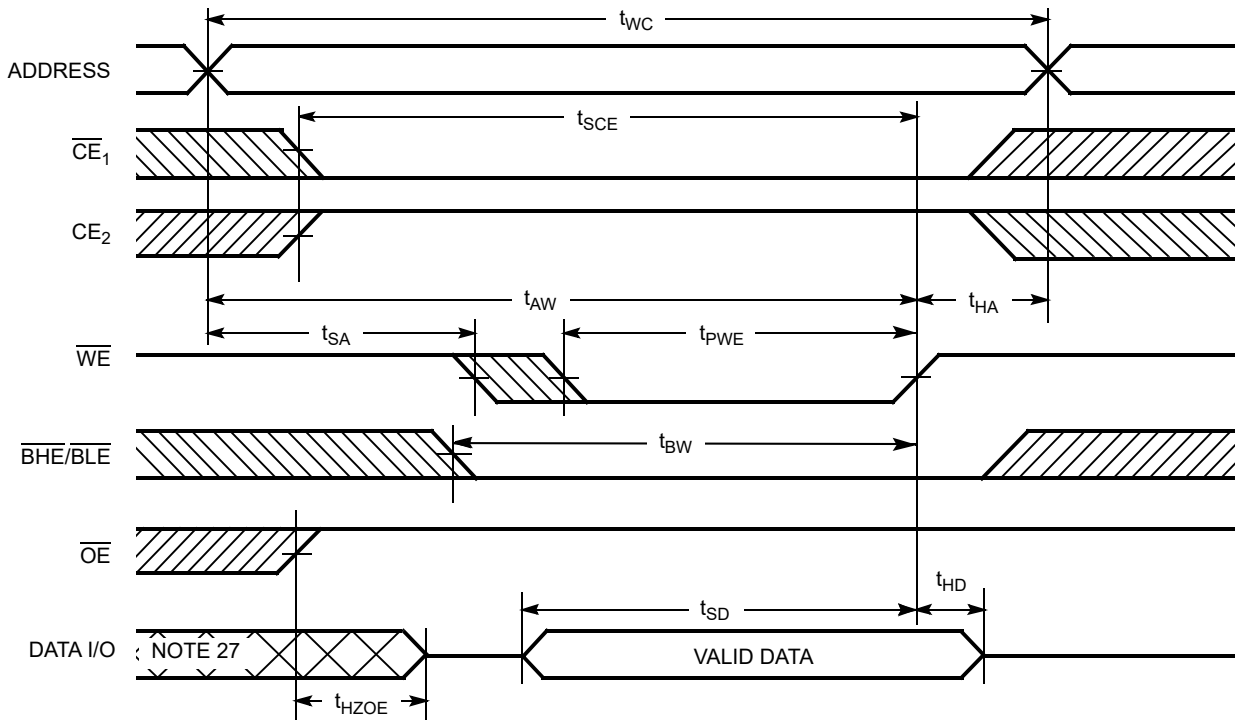 tWC
ADDRESS
tSCE
CE1
CE2
tAW
tHA
tSA
tPWE
WE
tBW
BHE/BLE
OE
tHD
tSD
DATA I/O NOTE 27 VALID DATA
tHZOE